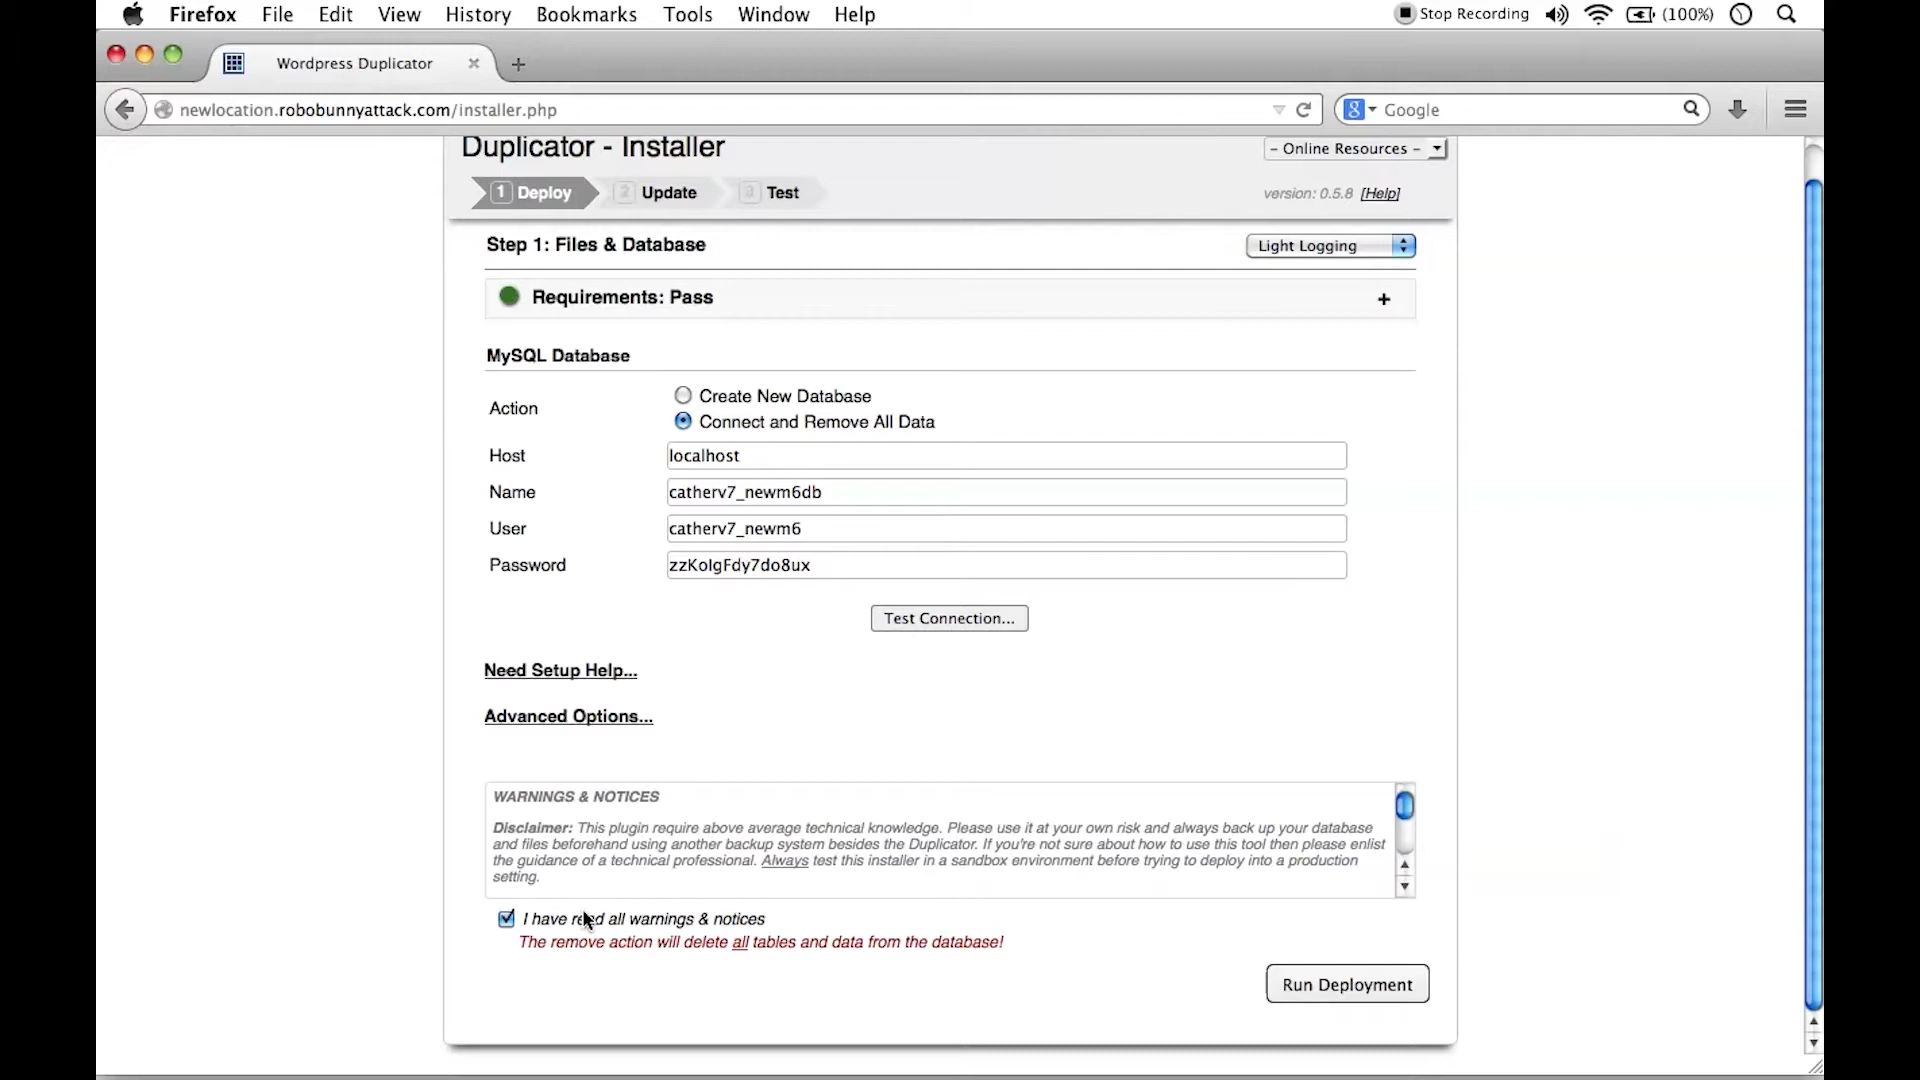 Firefox File Edit View History Bookmarks Tools Window Help Stop Recording (100%)
Wordpress Duplicator
newlocation.robobunnyattack.com/installer.php Google
Duplicator - Installer – Online Resources –
1 Deploy 2 Update 3 Test version: 0.5.8 [Help]
Step 1: Files & Database Light Logging
Requirements: Pass +
MySQL Database
Action
Create New Database
Connect and Remove All Data
Host localhost
Name catherv7_newm6db
User catherv7_newm6
Password zzKoIgFdy7do8ux
Test Connection...
Need Setup Help...
Advanced Options...
WARNINGS & NOTICES
Disclaimer: This plugin require above average technical knowledge. Please use it at your own risk and always back up your database
and files beforehand using another backup system besides the Duplicator. If you're not sure about how to use this tool then please enlist
the guidance of a technical professional. Always test this installer in a sandbox environment before trying to deploy into a production
setting.
I have read all warnings & notices
The remove action will delete all tables and data from the database!
Run Deployment